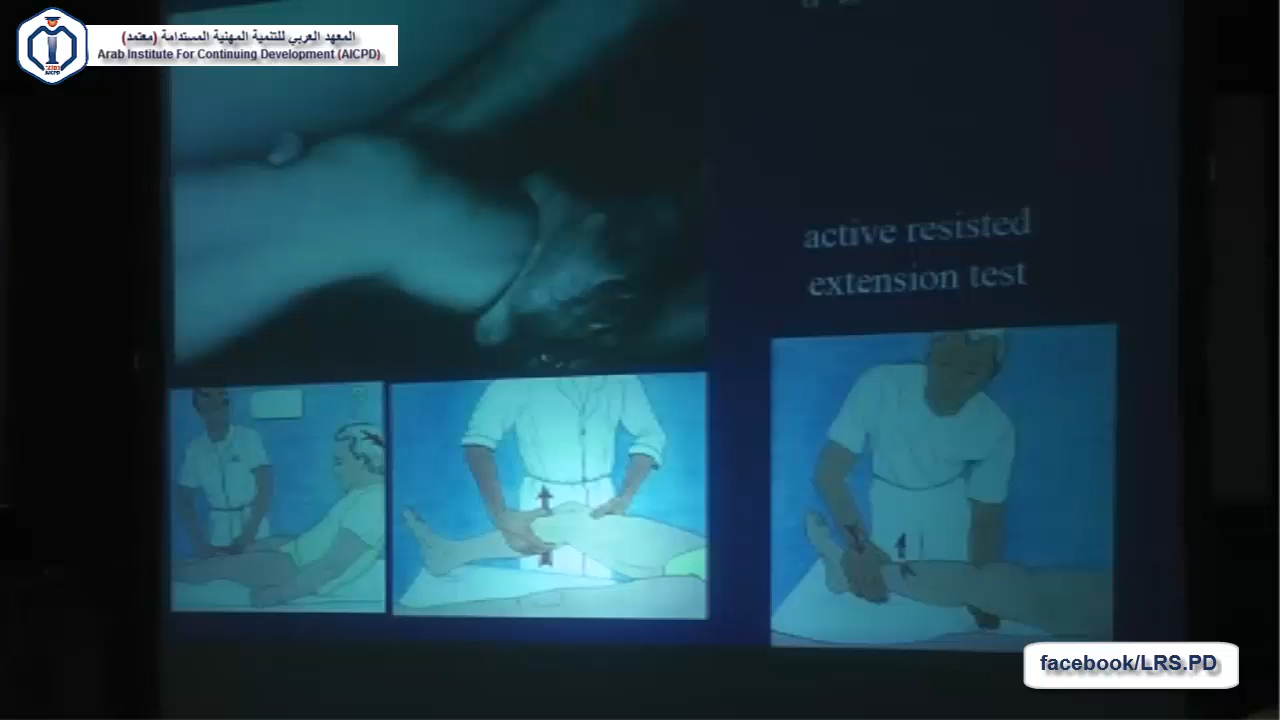 المعهد العربي للتنمية المهنية المستدامة (معتمد)
Arab Institute For Continuing Development (AICPD)
AICPD
active resisted
extension test
facebook/LRS.PD